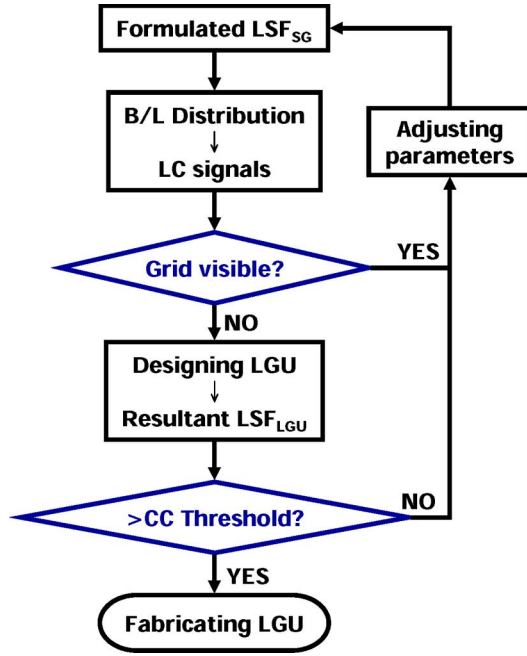 Formulated LSF_SG
B/L Distribution
↓
LC signals
Adjusting
parameters
Grid visible?
YES
NO
Designing LGU
↓
Resultant LSF_LGU
>CC Threshold?
NO
YES
Fabricating LGU